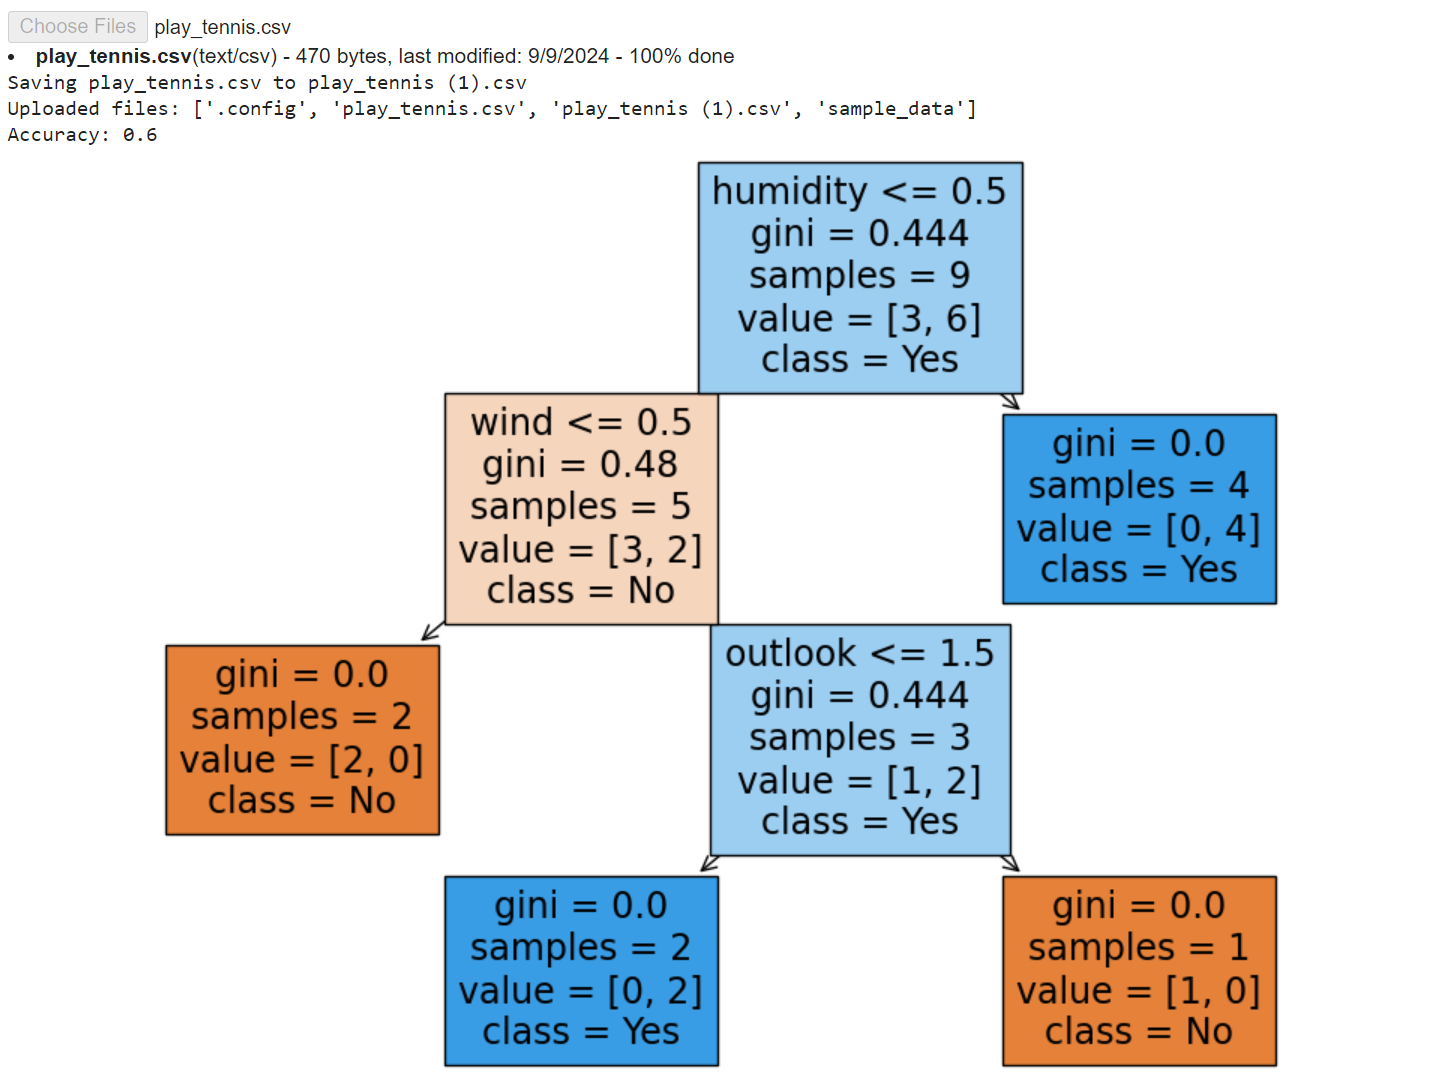 Choose Files play_tennis.csv
• play_tennis.csv(text/csv) - 470 bytes, last modified: 9/9/2024 - 100% done
Saving play_tennis.csv to play_tennis (1).csv
Uploaded files: ['.config', 'play_tennis.csv', 'play_tennis (1).csv', 'sample_data']
Accuracy: 0.6
humidity <= 0.5
gini = 0.444
samples = 9
value = [3, 6]
class = Yes
wind <= 0.5
gini = 0.48
samples = 5
value = [3, 2]
class = No
gini = 0.0
samples = 4
value = [0, 4]
class = Yes
gini = 0.0
samples = 2
value = [2, 0]
class = No
outlook <= 1.5
gini = 0.444
samples = 3
value = [1, 2]
class = Yes
gini = 0.0
samples = 2
value = [0, 2]
class = Yes
gini = 0.0
samples = 1
value = [1, 0]
class = No